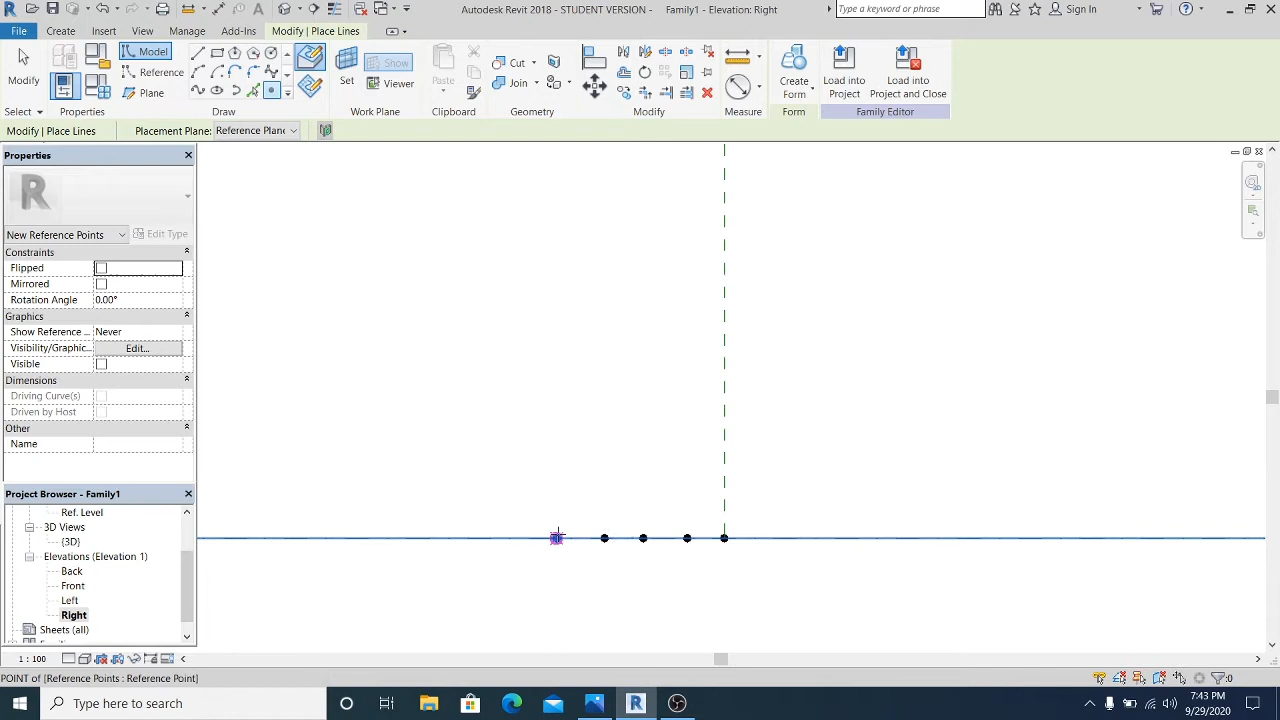 Autodesk Revit 2018 - STUDENT VERSION -    Family1 - Elevation: Right
Type a keyword or phrase
Sign In
File Create Insert View Manage Add-Ins Modify | Place Lines
Modify
Model
Reference
Plane
Set
Show
Viewer
Paste
Cut
Join
Create
Form
Load into
Project
Load into
Project and Close
Select Properties Draw Work Plane Clipboard Geometry Modify Measure Form Family Editor
Modify | Place Lines Placement Plane: Reference Plane
Properties
R
New Reference Points Edit Type
Constraints
Flipped
Mirrored
Rotation Angle 0.00°
Graphics
Show Reference ... Never
Visibility/Graphic... Edit...
Visible
Dimensions
Driving Curve(s)
Driven by Host
Other
Name
Project Browser - Family1
Ref. Level
3D Views
{3D}
Elevations (Elevation 1)
Back
Front
Left
Right
Sheets (all)
1 : 100
POINT of [Reference Points : Reference Point]
:0
Type here to search
7:43 PM
9/29/2020